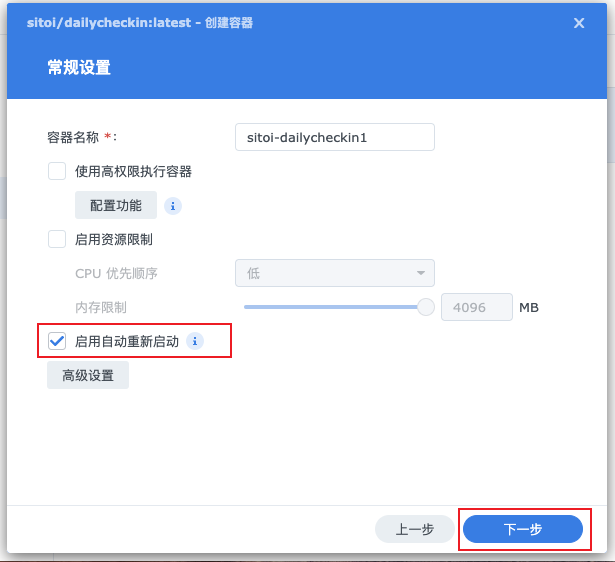 sitoi/dailycheckin:latest - 创建容器
常规设置
容器名称 *:
sitoi-dailycheckin1
使用高权限执行容器
配置功能
启用资源限制
CPU 优先顺序
低
内存限制
4096 MB
启用自动重新启动
高级设置
上一步
下一步